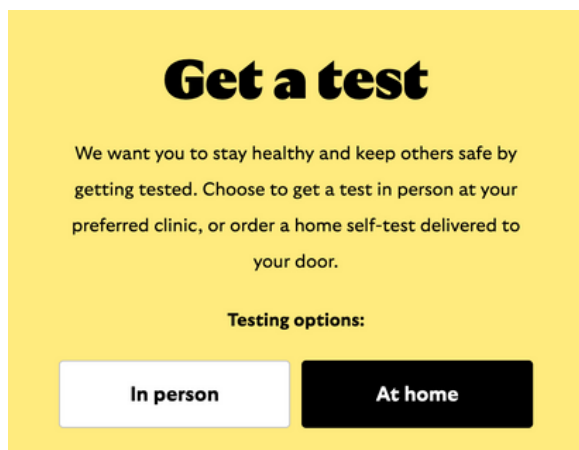 Get a test
We want you to stay healthy and keep others safe by
getting tested. Choose to get a test in person at your
preferred clinic, or order a home self-test delivered to
your door.
Testing options:
In person
At home